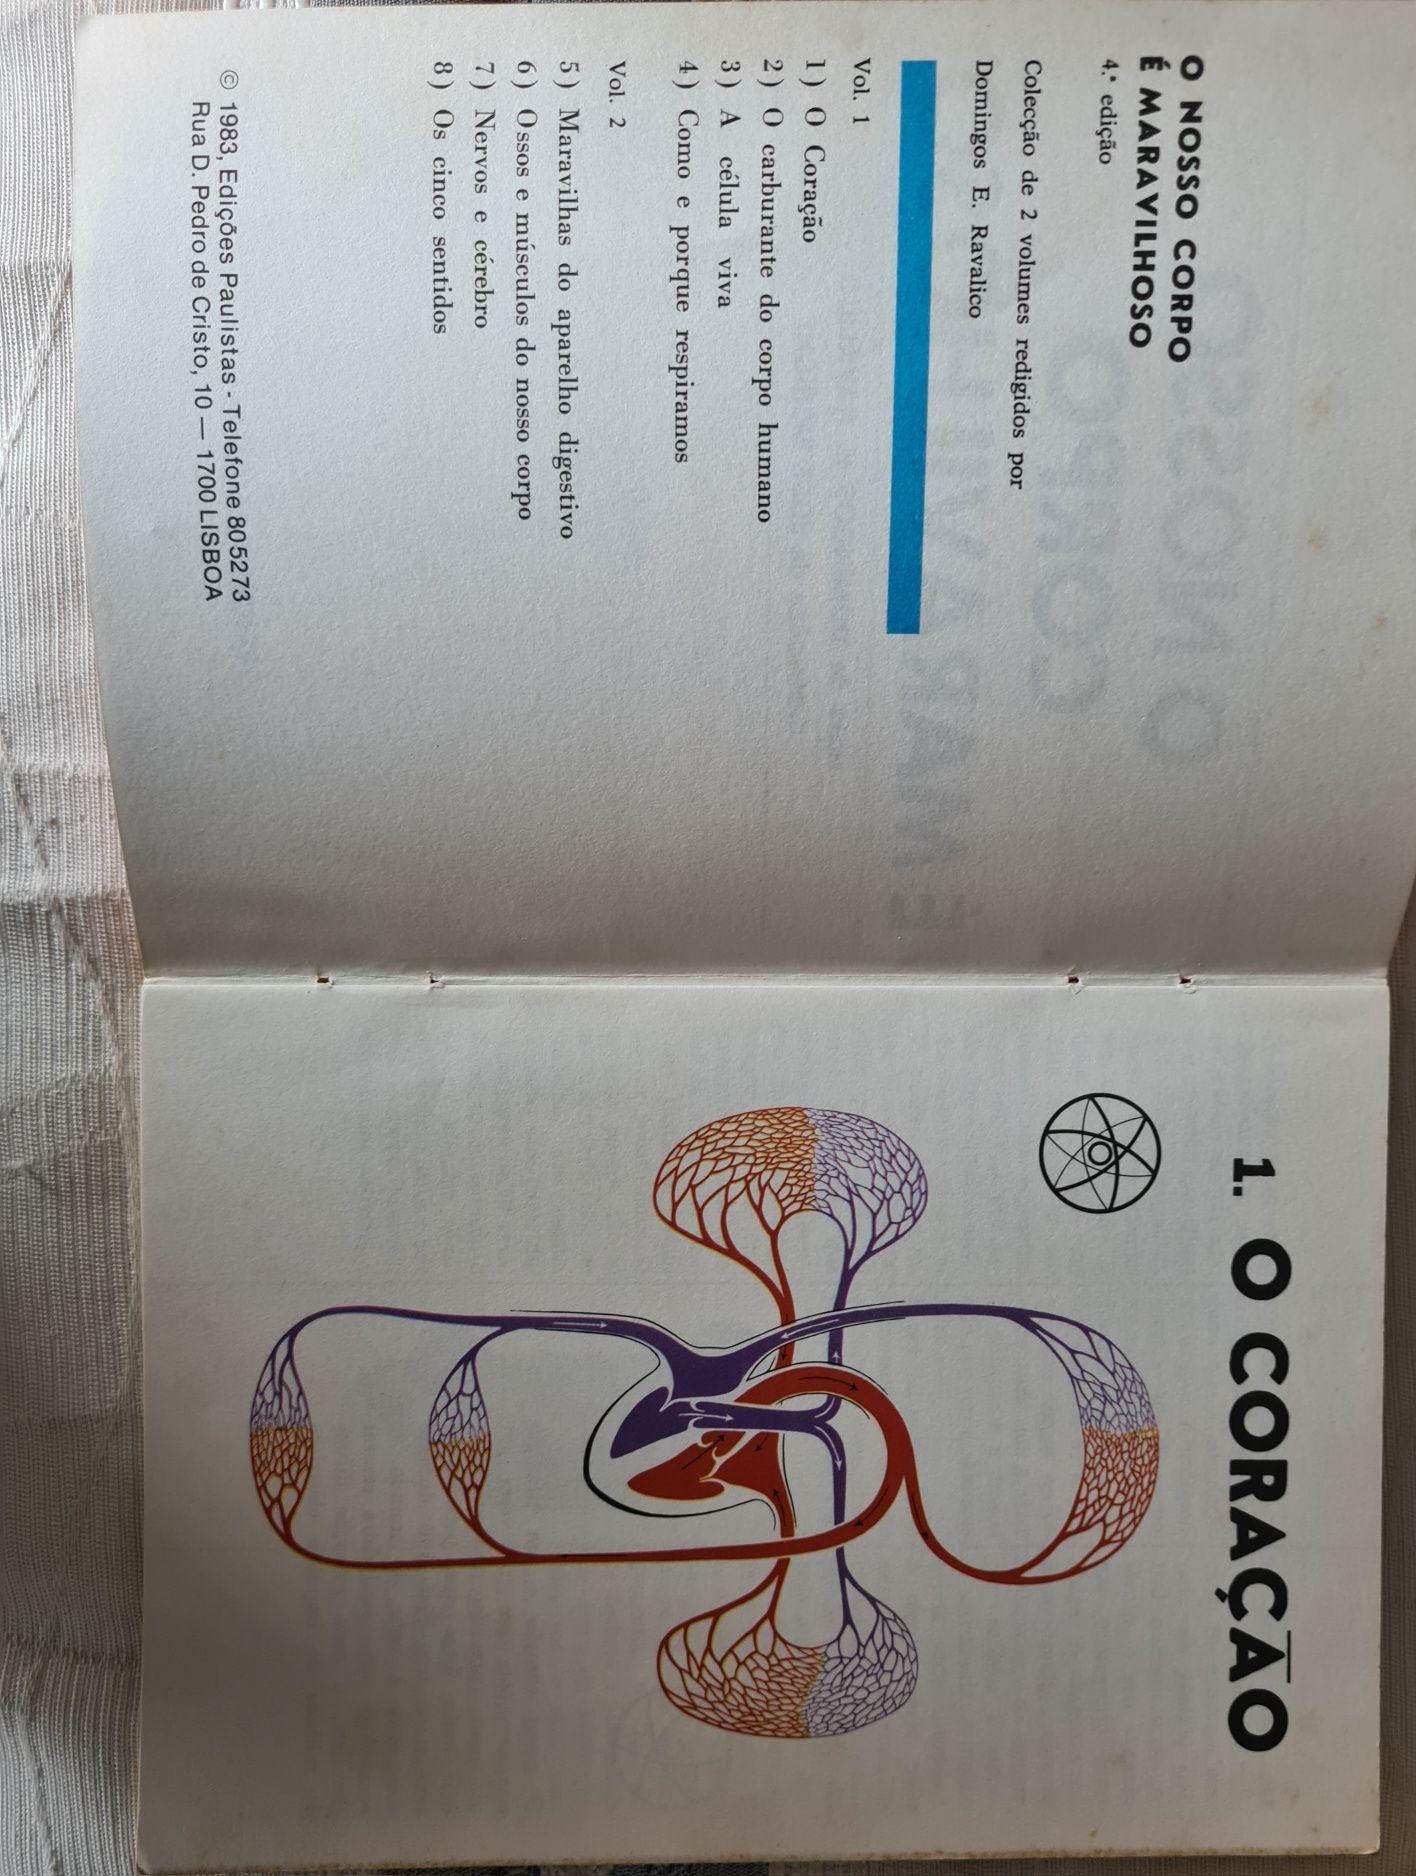 O NOSSO CORPO
É MARAVILHOSO
4.ª edição
Colecção de 2 volumes redigidos por
Domingos E. Ravalico
Vol. 1
1) O Coração
2) O carburante do corpo humano
3) A célula viva
4) Como e porque respiramos
Vol. 2
5) Maravilhas do aparelho digestivo
6) Ossos e músculos do nosso corpo
7) Nervos e cérebro
8) Os cinco sentidos
© 1983, Edições Paulistas - Telefone 805273
Rua D. Pedro de Cristo, 10 — 1700 LISBOA
1. O CORAÇÃO